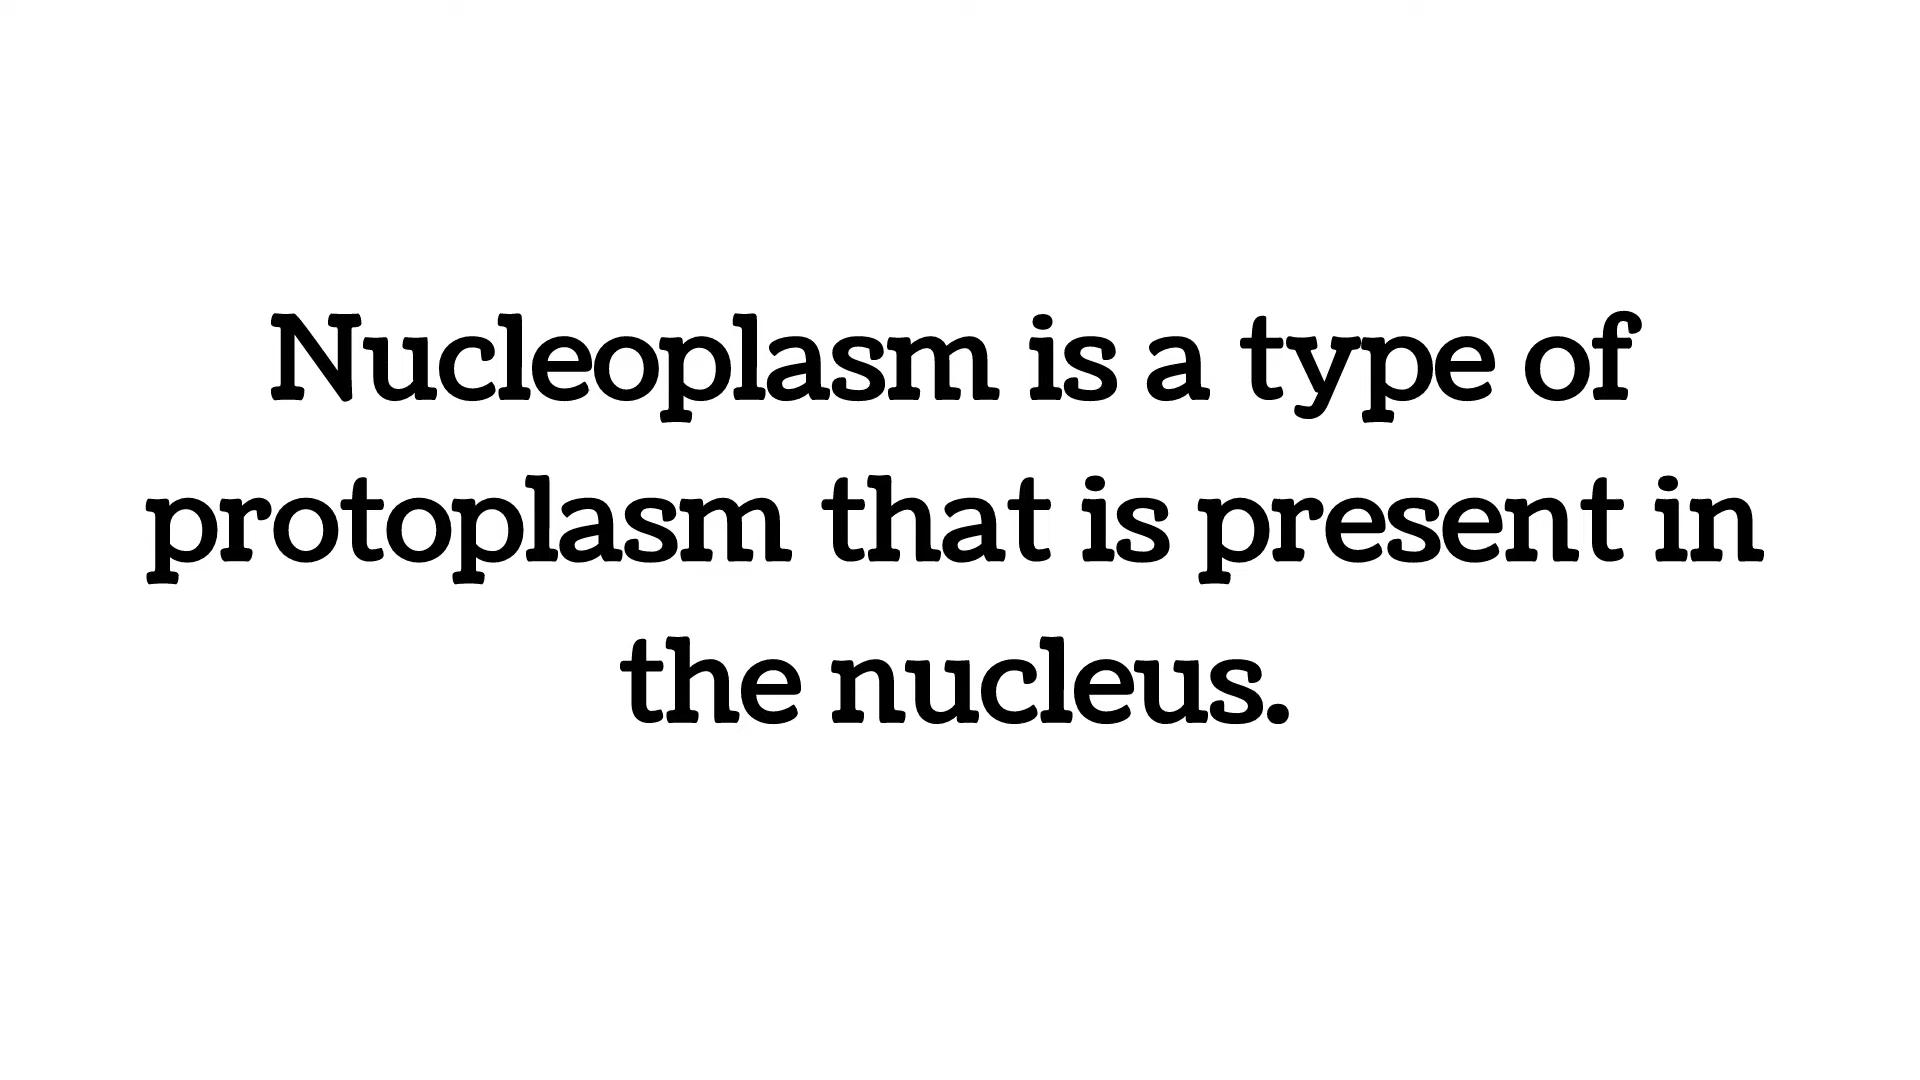 Nucleoplasm is a type of
protoplasm that is present in
the nucleus.